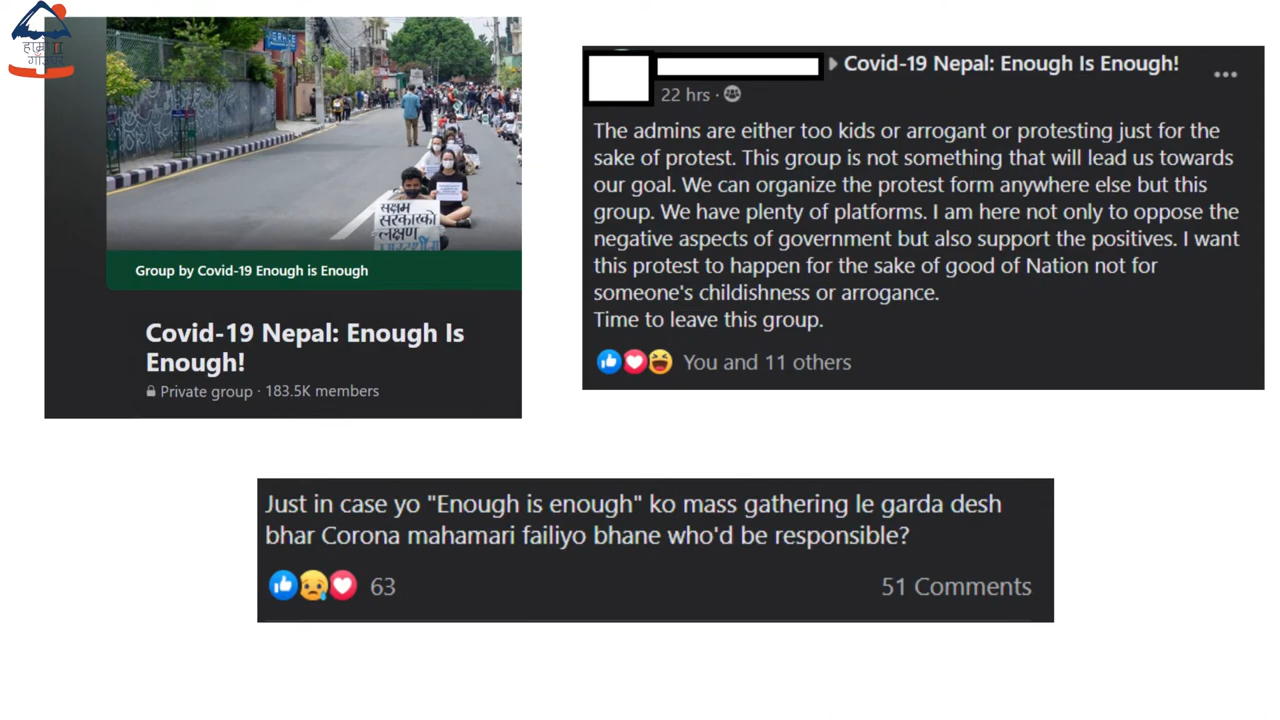 हाम्रो
गाँउघर
JGRHCE
सक्षम
सरकारको
लक्षण
पारदर्शीता
Group by Covid-19 Enough is Enough
Covid-19 Nepal: Enough Is
Enough!
Private group · 183.5K members
Covid-19 Nepal: Enough Is Enough!
22 hrs ·
The admins are either too kids or arrogant or protesting just for the
sake of protest. This group is not something that will lead us towards
our goal. We can organize the protest form anywhere else but this
group. We have plenty of platforms. I am here not only to oppose the
negative aspects of government but also support the positives. I want
this protest to happen for the sake of good of Nation not for
someone's childishness or arrogance.
Time to leave this group.
You and 11 others
Just in case yo "Enough is enough" ko mass gathering le garda desh
bhar Corona mahamari failiyo bhane who'd be responsible?
63
51 Comments